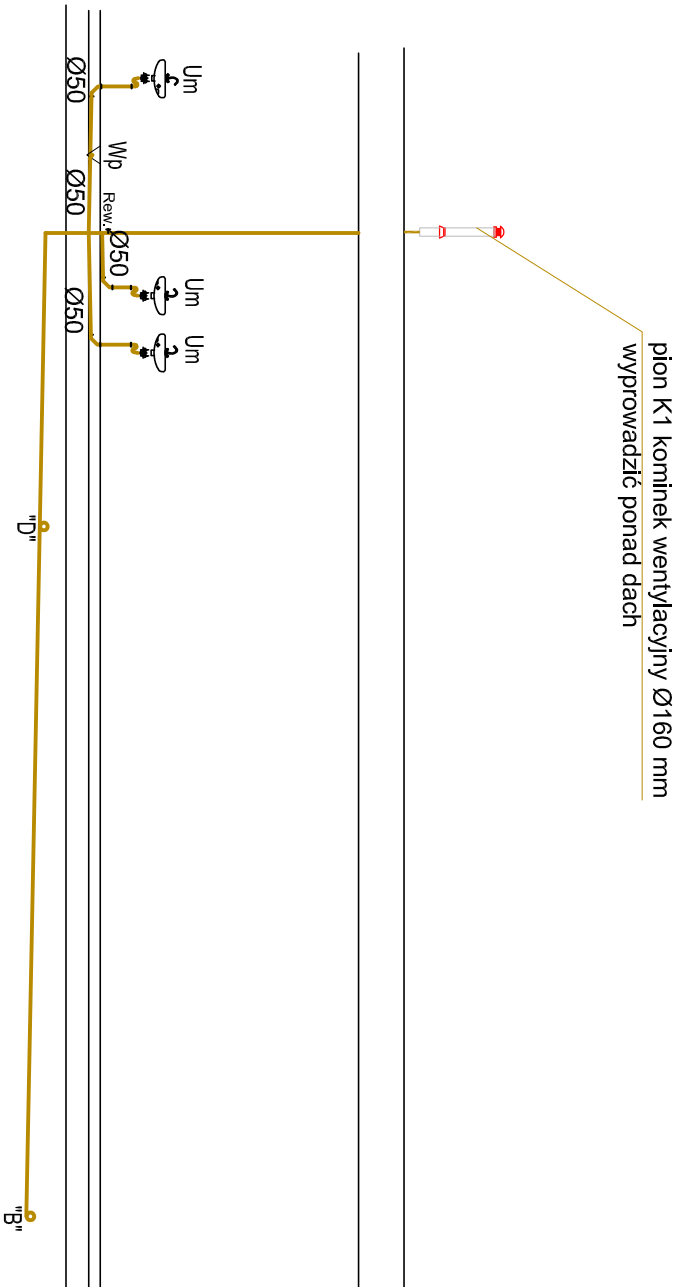 pion K1 kominek wentylacyjny Ø160 mm
wyprowadzić ponad dach
Um
Um
Um
Wp
Rew.
Ø50
Ø50
Ø50
Ø50
"D"
"B"